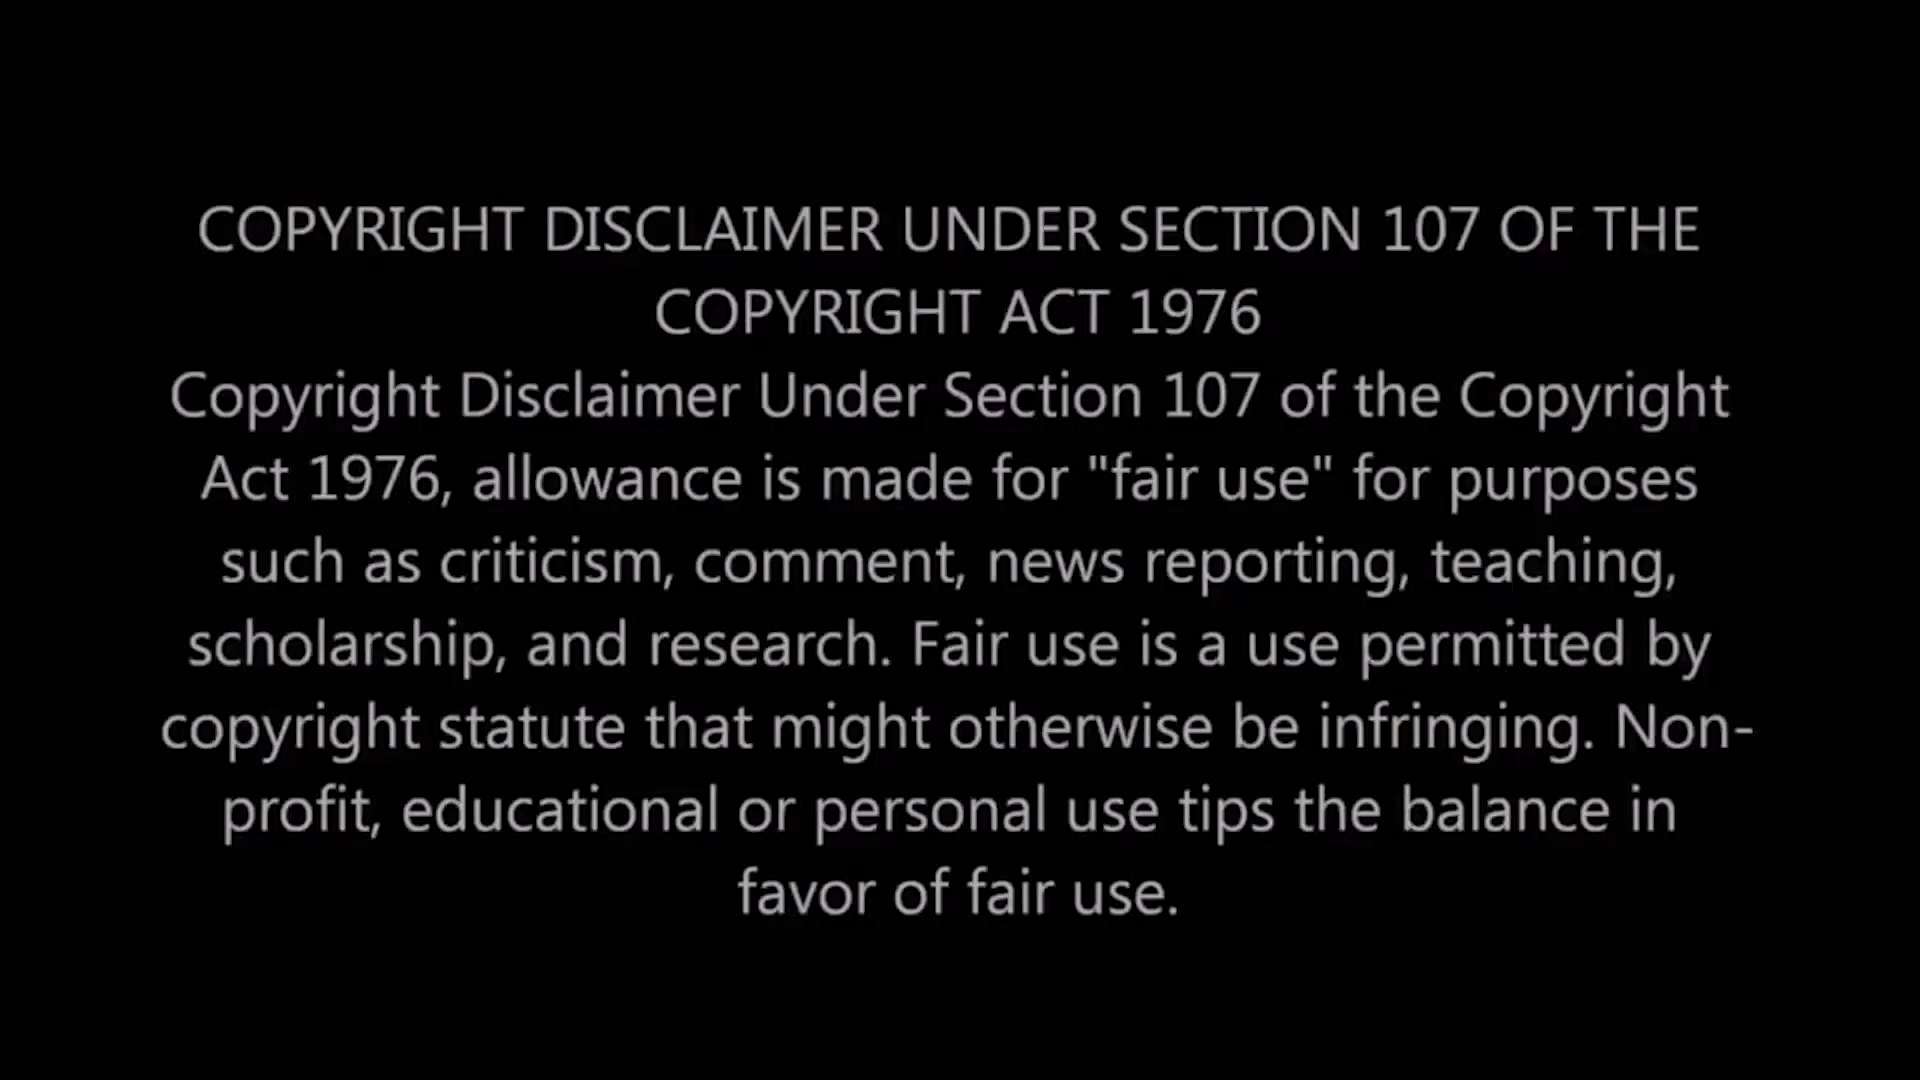 COPYRIGHT DISCLAIMER UNDER SECTION 107 OF THE
COPYRIGHT ACT 1976
Copyright Disclaimer Under Section 107 of the Copyright
Act 1976, allowance is made for "fair use" for purposes
such as criticism, comment, news reporting, teaching,
scholarship, and research. Fair use is a use permitted by
copyright statute that might otherwise be infringing. Non-
profit, educational or personal use tips the balance in
favor of fair use.